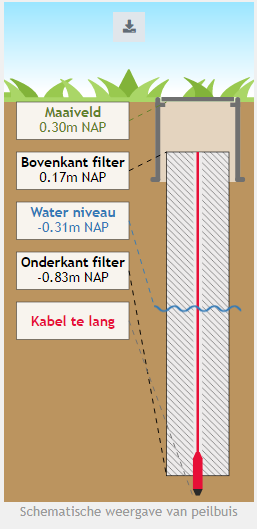 Maaiveld
0.30m NAP
Bovenkant filter
0.17m NAP
Water niveau
-0.31m NAP
Onderkant filter
-0.83m NAP
Kabel te lang
Schematische weergave van peilbuis